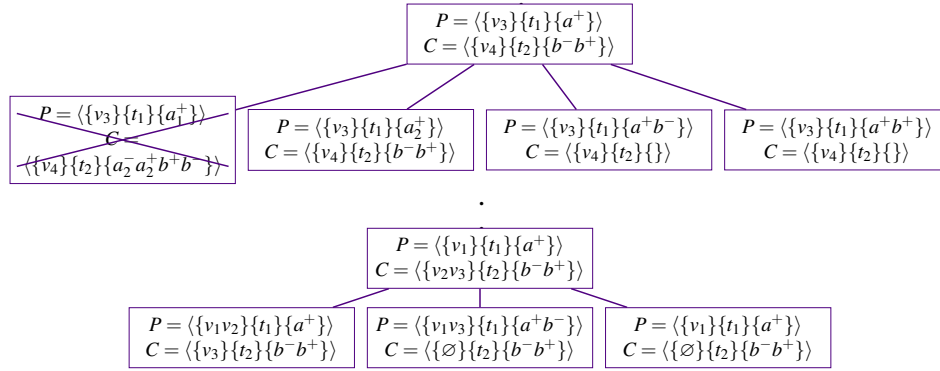 P = ⟨{v₃}{t₁}{a⁺}⟩
C = ⟨{v₄}{t₂}{b⁻b⁺}⟩
P = ⟨{v₃}{t₁}{a₁⁺}⟩
C =
⟨{v₄}{t₂}{a₂⁻a₂⁺b⁺b⁻}⟩
P = ⟨{v₃}{t₁}{a₂⁺}⟩
C = ⟨{v₄}{t₂}{b⁻b⁺}⟩
P = ⟨{v₃}{t₁}{a⁺b⁻}⟩
C = ⟨{v₄}{t₂}{}⟩
P = ⟨{v₃}{t₁}{a⁺b⁺}⟩
C = ⟨{v₄}{t₂}{}⟩
.
P = ⟨{v₁}{t₁}{a⁺}⟩
C = ⟨{v₂v₃}{t₂}{b⁻b⁺}⟩
P = ⟨{v₁v₂}{t₁}{a⁺}⟩
C = ⟨{v₃}{t₂}{b⁻b⁺}⟩
P = ⟨{v₁v₃}{t₁}{a⁺b⁻}⟩
C = ⟨{∅}{t₂}{b⁻b⁺}⟩
P = ⟨{v₁}{t₁}{a⁺}⟩
C = ⟨{∅}{t₂}{b⁻b⁺}⟩